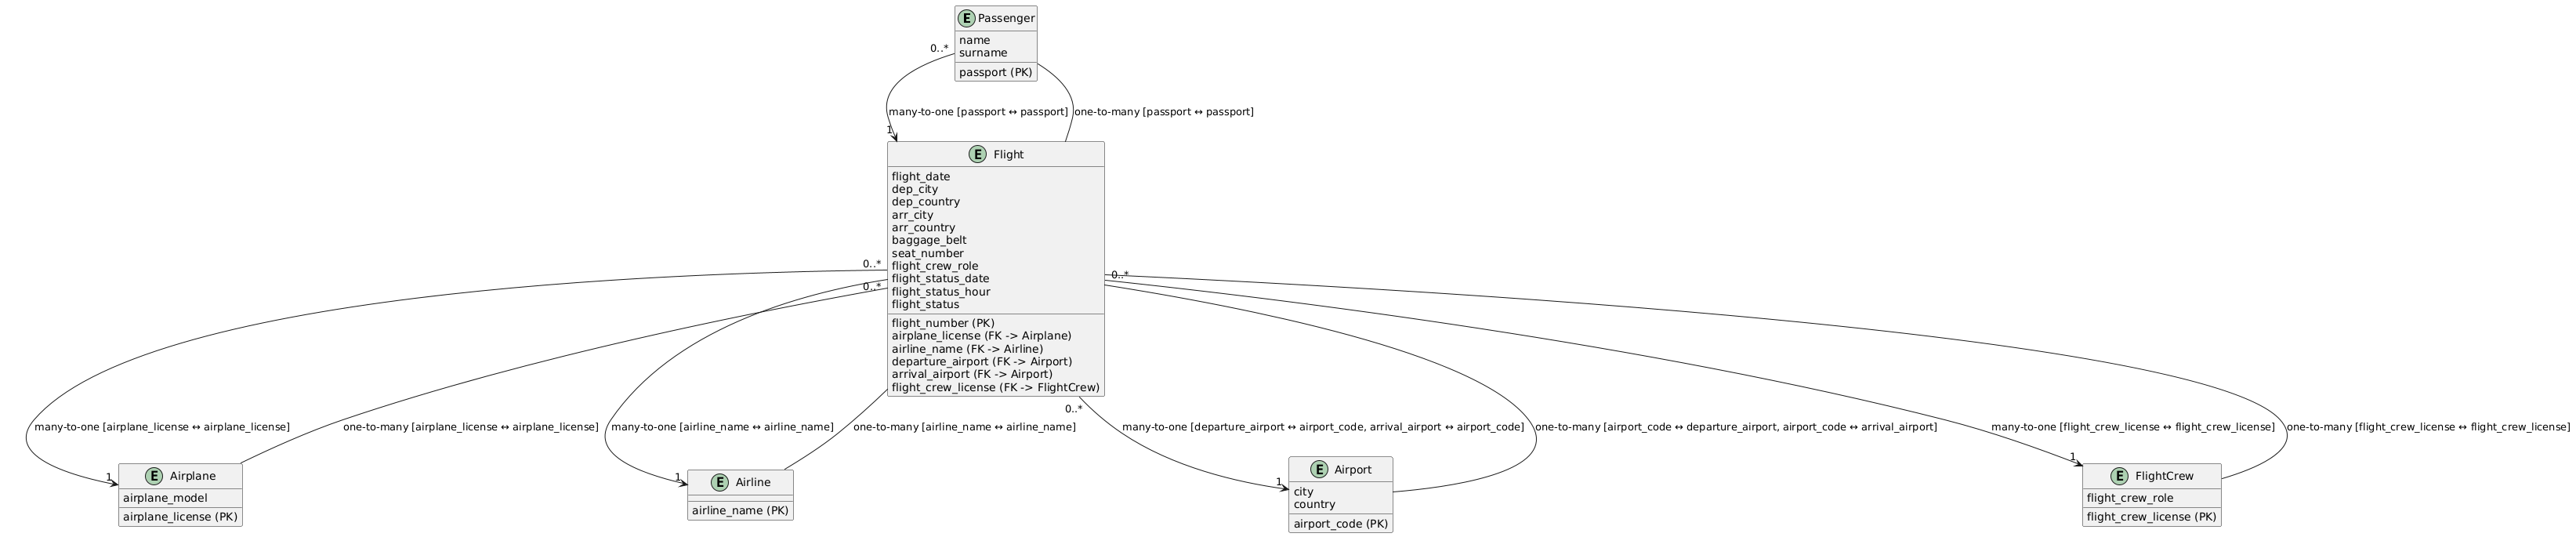 E Passenger
name
surname
passport (PK)
0..*
many-to-one [passport ↔ passport]
one-to-many [passport ↔ passport]
1
E Flight
flight_date
dep_city
dep_country
arr_city
arr_country
baggage_belt
seat_number
flight_crew_role
flight_status_date
flight_status_hour
flight_status
flight_number (PK)
airplane_license (FK -> Airplane)
airline_name (FK -> Airline)
departure_airport (FK -> Airport)
arrival_airport (FK -> Airport)
flight_crew_license (FK -> FlightCrew)
0..*
0..*
0..*
0..*
many-to-one [airplane_license ↔ airplane_license]
one-to-many [airplane_license ↔ airplane_license]
many-to-one [airline_name ↔ airline_name]
one-to-many [airline_name ↔ airline_name]
many-to-one [departure_airport ↔ airport_code, arrival_airport ↔ airport_code]
one-to-many [airport_code ↔ departure_airport, airport_code ↔ arrival_airport]
many-to-one [flight_crew_license ↔ flight_crew_license]
one-to-many [flight_crew_license ↔ flight_crew_license]
1
E Airplane
airplane_model
airplane_license (PK)
1
E Airline
airline_name (PK)
1
E Airport
city
country
airport_code (PK)
1
E FlightCrew
flight_crew_role
flight_crew_license (PK)